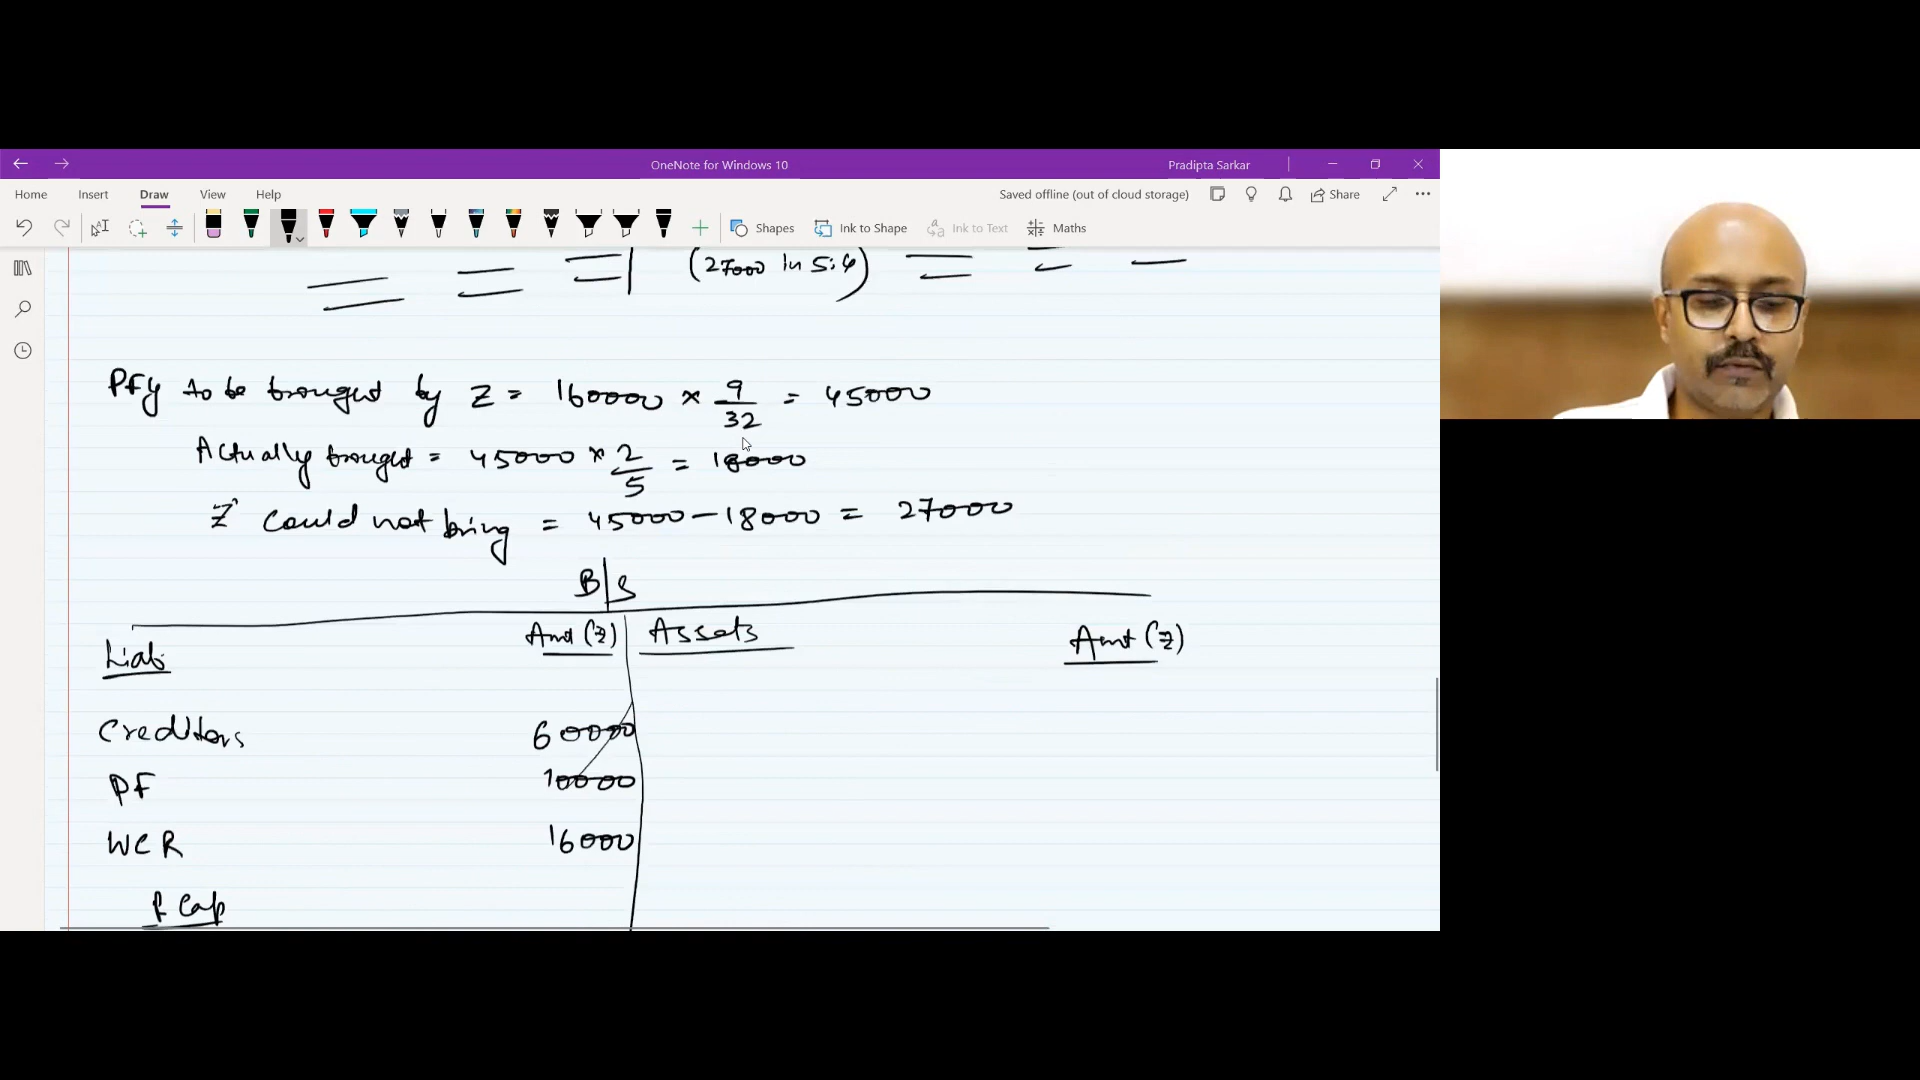 OneNote for Windows 10
Pradipta Sarkar
Home Insert Draw View Help
Saved offline (out of cloud storage)
Share
Shapes Ink to Shape Ink to Text Maths
(27000 in 5:4)
PFG to be brought by Z = 160000 × 9/32 = 45000
Actually brought = 45000 × 2/5 = 18000
Z could not bring = 45000 - 18000 = 27000
B/S
Liab Amt (₹) Assets Amt (₹)
Creditors 60000
PF 10000
WCR 16000
P Cap